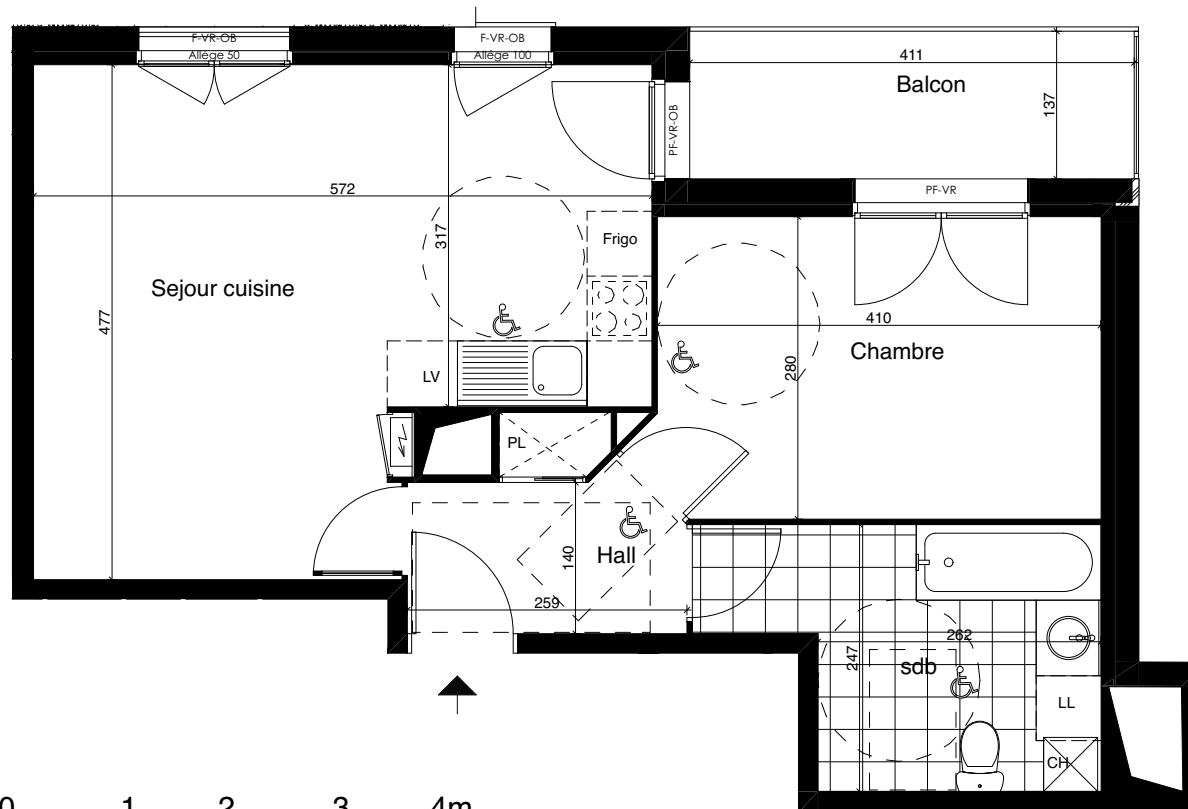 F-VR-OB
Allége 50
F-VR-OB
Allége 100
411
Balcon
137
PF-VR-OB
PF-VR
572
317
Frigo
Sejour cuisine
477
410
Chambre
280
LV
PL
140
Hall
259
262
247
sdb
LL
CH
0 1 2 3 4m